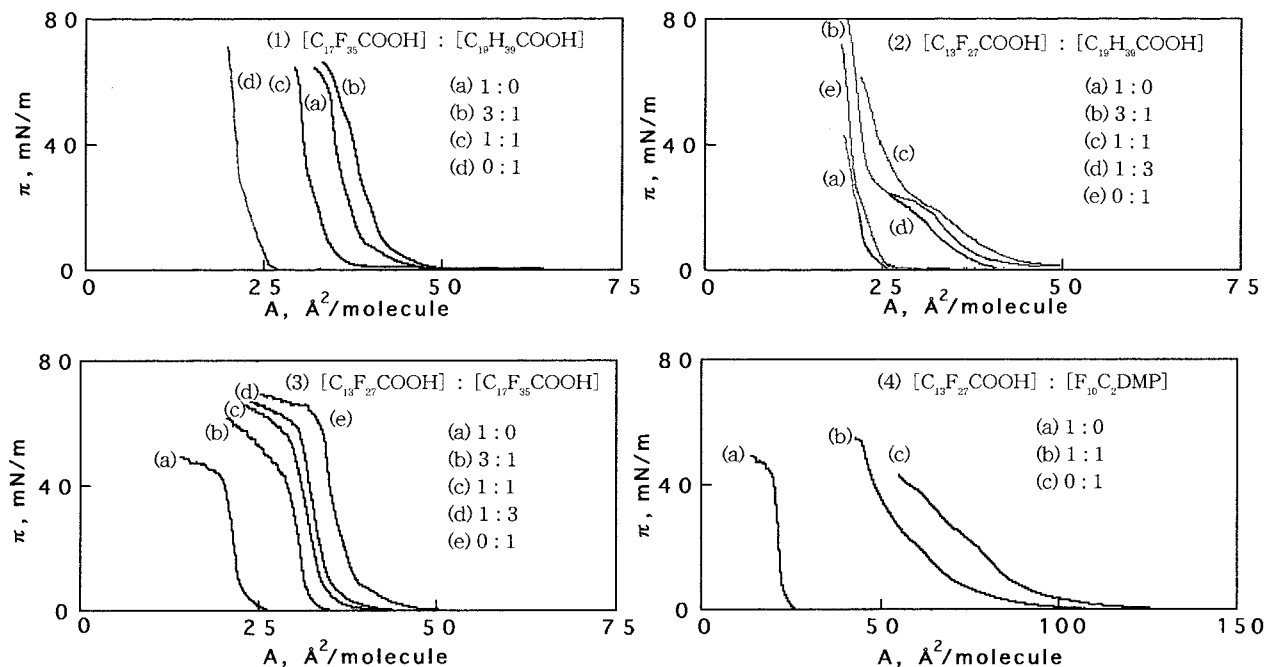 80
40
0
π, mN/m
(1) [C₁₇F₃₅COOH] : [C₁₉H₃₉COOH]
(a) 1 : 0
(b) 3 : 1
(c) 1 : 1
(d) 0 : 1
(d)
(c)
(a)
(b)
0
25
50
75
A, Å²/molecule
80
40
0
π, mN/m
(2) [C₁₃F₂₇COOH] : [C₁₉H₃₉COOH]
(a) 1 : 0
(b) 3 : 1
(c) 1 : 1
(d) 1 : 3
(e) 0 : 1
(b)
(e)
(c)
(a)
(d)
0
25
50
75
A, Å²/molecule
80
40
0
π, mN/m
(3) [C₁₃F₂₇COOH] : [C₁₇F₃₅COOH]
(a) 1 : 0
(b) 3 : 1
(c) 1 : 1
(d) 1 : 3
(e) 0 : 1
(d)
(c)
(e)
(b)
(a)
0
25
50
75
A, Å²/molecule
80
40
0
π, mN/m
(4) [C₁₃F₂₇COOH] : [F₁₀C₂DMP]
(a) 1 : 0
(b) 1 : 1
(c) 0 : 1
(a)
(b)
(c)
0
50
100
150
A, Å²/molecule